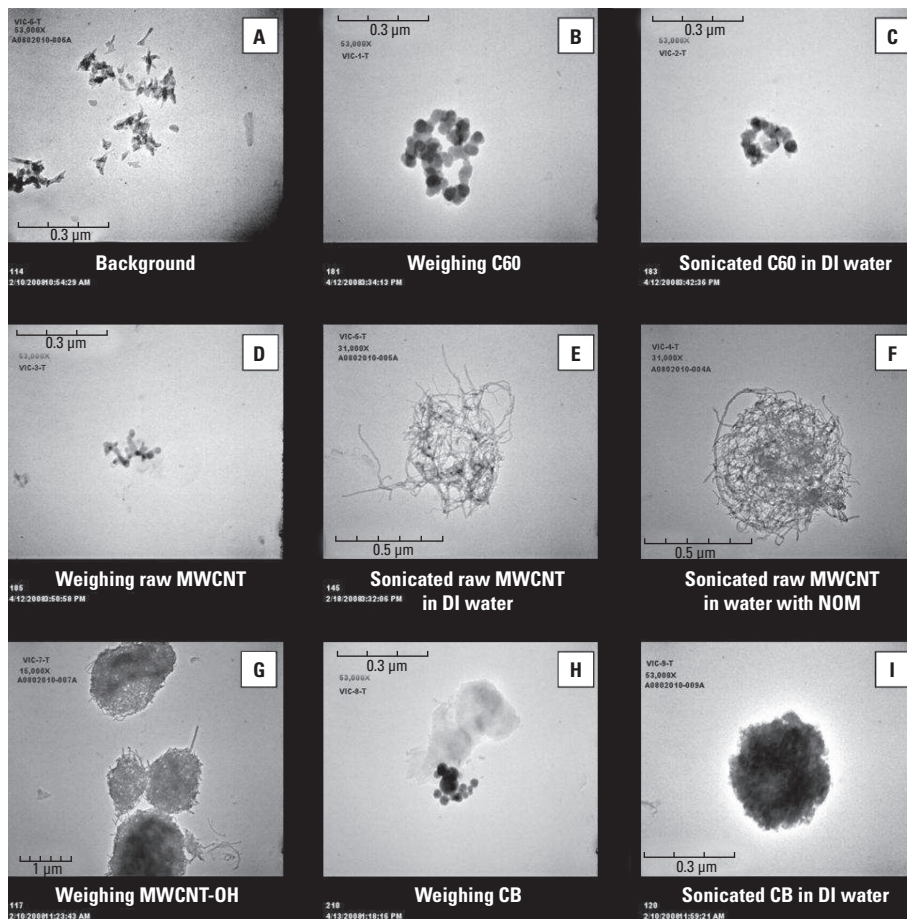 VIC-6-T
53,000X
A0802010-006A
A
0.3 µm
Background
114
2/10/2008 10:54:29 AM
0.3 µm
53,000X
VIC-1-T
B
Weighing C60
181
4/12/2008 3:34:13 PM
0.3 µm
53,000X
VIC-2-T
C
Sonicated C60 in DI water
183
4/12/2008 3:42:36 PM
0.3 µm
53,000X
VIC-3-T
D
Weighing raw MWCNT
185
4/12/2008 3:50:58 PM
VIC-5-T
31,000X
A0802010-005A
E
0.5 µm
Sonicated raw MWCNT
in DI water
145
2/18/2008 3:32:06 PM
VIC-4-T
31,000X
A0802010-004A
F
0.5 µm
Sonicated raw MWCNT
in water with NOM
VIC-7-T
15,000X
A0802010-007A
G
1 µm
Weighing MWCNT-OH
117
2/10/2008 11:23:43 AM
0.3 µm
53,000X
VIC-8-T
H
Weighing CB
210
4/13/2008 1:18:16 PM
VIC-9-T
53,000X
A0802010-009A
I
0.3 µm
Sonicated CB in DI water
120
2/10/2008 11:59:21 AM